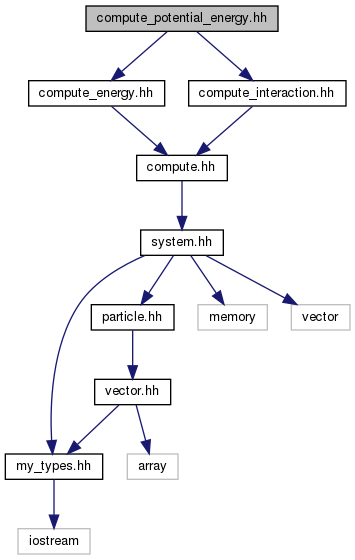 compute_potential_energy.hh
compute_energy.hh
compute_interaction.hh
compute.hh
system.hh
particle.hh
memory
vector
vector.hh
my_types.hh
array
iostream